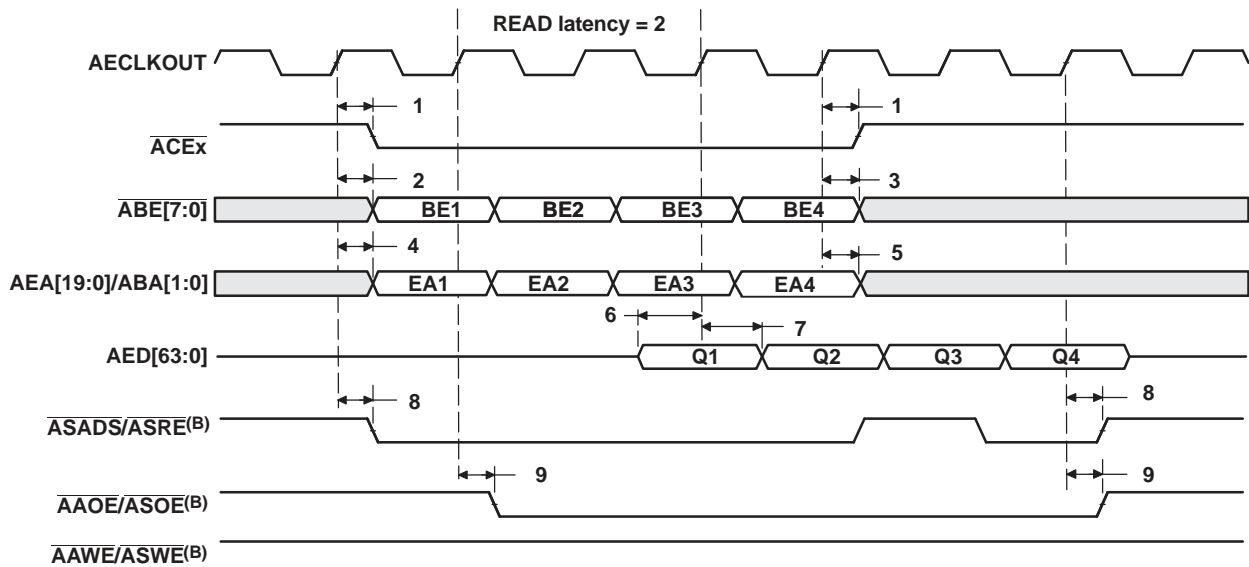 READ latency = 2
AECLKOUT
1 1
ACEx
2 3
ABE[7:0] BE1 BE2 BE3 BE4
4 5
AEA[19:0]/ABA[1:0] EA1 EA2 EA3 EA4
6 7
AED[63:0] Q1 Q2 Q3 Q4
8 8
ASADS/ASRE(B)
9 9
AAOE/ASOE(B)
AAWE/ASWE(B)